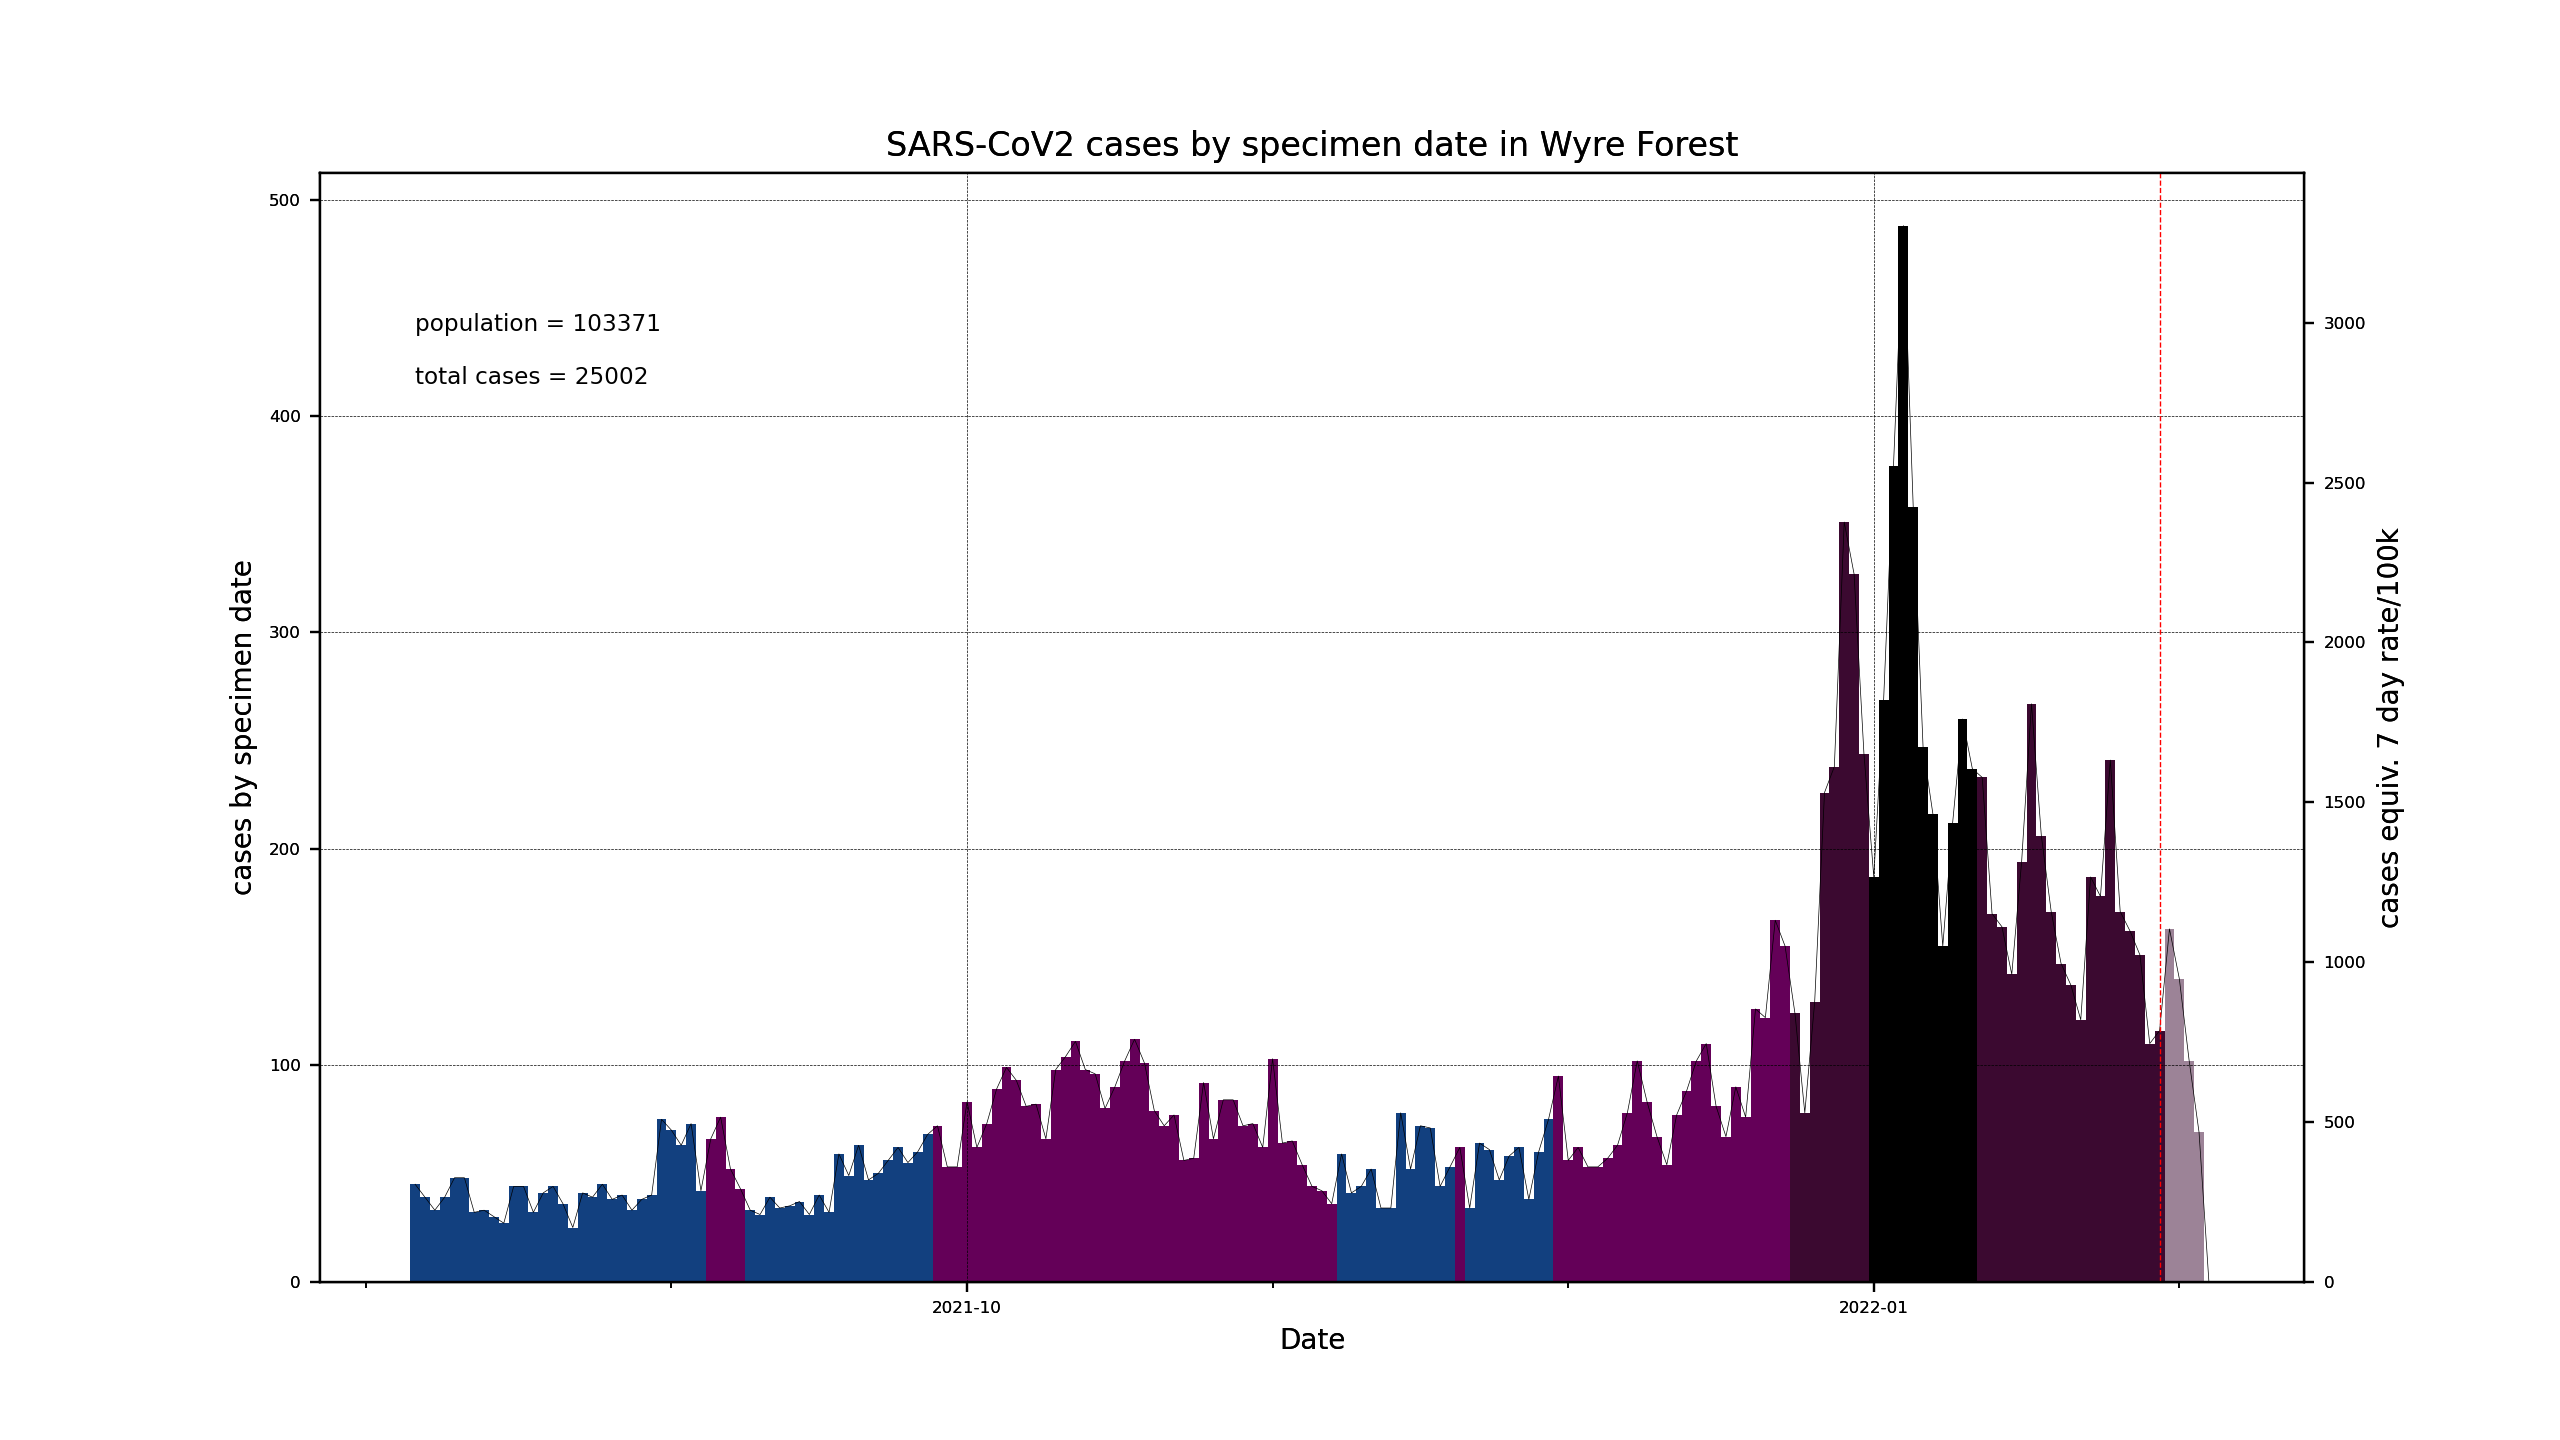 SARS-CoV2 cases by specimen date in Wyre Forest
population = 103371
total cases = 25002
cases by specimen date
500
400
300
200
100
0
3000
2500
2000
1500
1000
500
0
cases equiv. 7 day rate/100k
2021-10
2022-01
Date